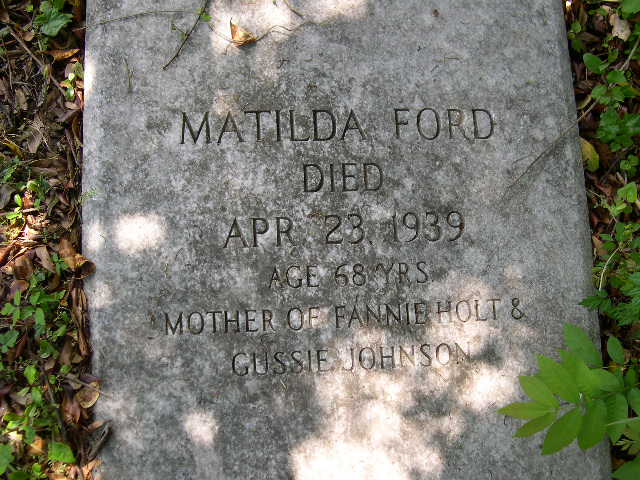 MATILDA FORD
DIED
APR. 23, 1939
AGE 68 YRS.
MOTHER OF FANNIE HOLT &
GUSSIE JOHNSON